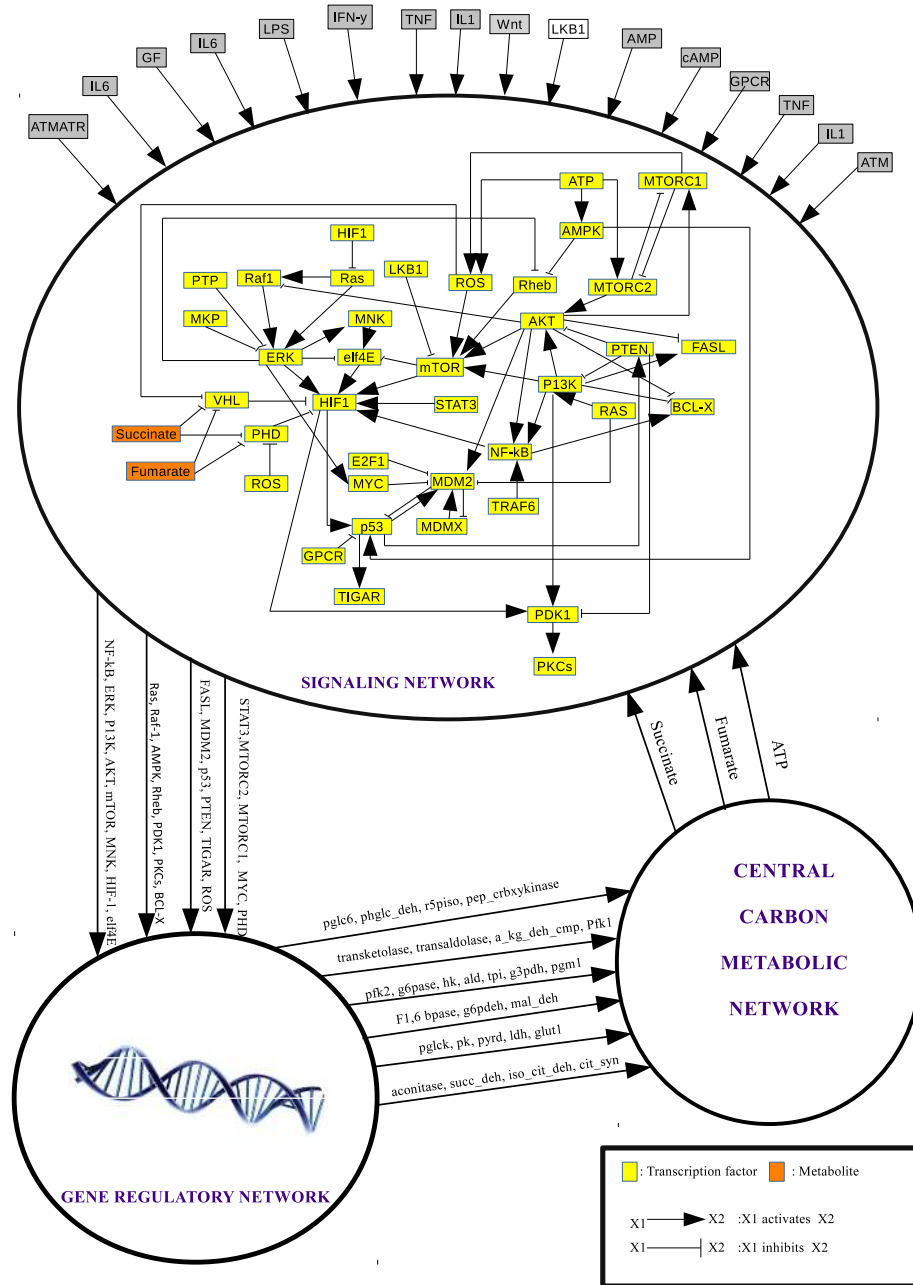 IFN-y
TNF
IL1
Wnt
LKB1
LPS
AMP
IL6
cAMP
GF
GPCR
IL6
TNF
ATMATR
IL1
ATM
ATP
MTORC1
HIF1
AMPK
PTP
Raf1
Ras
LKB1
ROS
Rheb
MTORC2
MKP
MNK
AKT
ERK
elf4E
mTOR
PTEN
FASL
P13K
VHL
HIF1
STAT3
RAS
BCL-X
Succinate
PHD
NF-kB
Fumarate
E2F1
ROS
MYC
MDM2
TRAF6
p53
MDMX
GPCR
TIGAR
PDK1
PKCs
SIGNALING NETWORK
NF-kB, ERK, P13K, AKT, mTOR, MNK, HIF-1, elf4E
Ras, Raf-1, AMPK, Rheb, PDK1, PKCs, BCL-X
FASL, MDM2, p53, PTEN, TIGAR, ROS
STAT3,MTORC2, MTORC1, MYC, PHD
Succinate
Fumarate
ATP
pglc6, phglc_deh, r5piso, pep_crbxykinase
transketolase, transaldolase, a_kg_deh_cmp, Pfk1
pfk2, g6pase, hk, ald, tpi, g3pdh, pgm1
F1,6 bpase, g6pdeh, mal_deh
pglck, pk, pyrd, ldh, glut1
aconitase, succ_deh, iso_cit_deh, cit_syn
CENTRAL
CARBON
METABOLIC
NETWORK
GENE REGULATORY NETWORK
: Transcription factor
: Metabolite
X1 X2 :X1 activates X2
X1 X2 :X1 inhibits X2